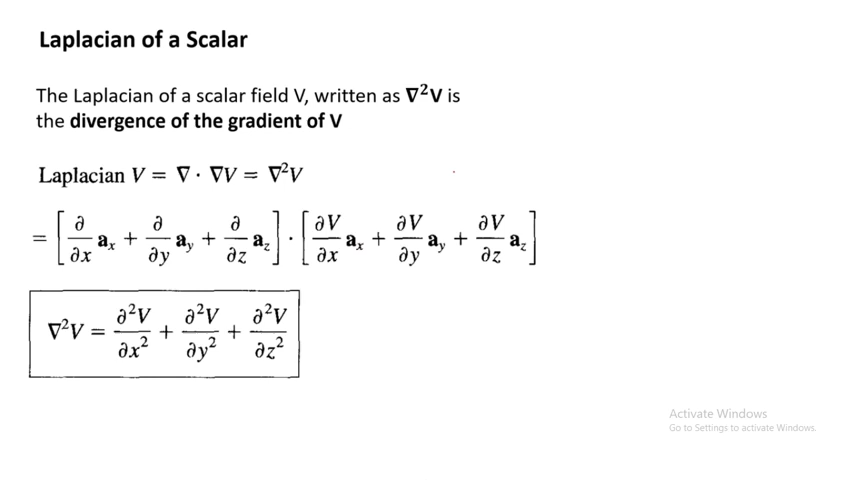 Laplacian of a Scalar
The Laplacian of a scalar field V, written as ∇²V is
the divergence of the gradient of V
Laplacian V = ∇ · ∇V = ∇²V
= [∂/∂x aₓ + ∂/∂y a_y + ∂/∂z a_z] · [∂V/∂x aₓ + ∂V/∂y a_y + ∂V/∂z a_z]
∇²V = ∂²V/∂x² + ∂²V/∂y² + ∂²V/∂z²
Activate Windows
Go to Settings to activate Windows.